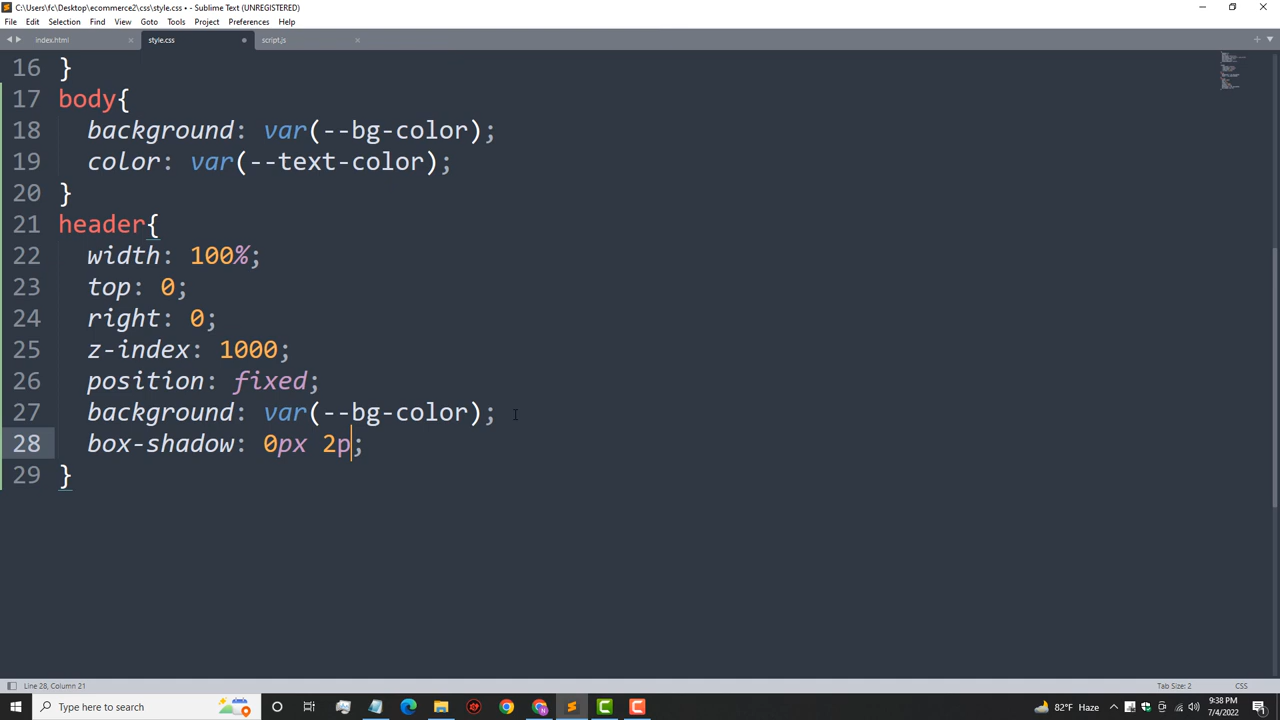 C:\Users\fc\Desktop\ecommerce2\css\style.css • - Sublime Text (UNREGISTERED)
File Edit Selection Find View Goto Tools Project Preferences Help
index.html style.css script.js
16 }
17 body{
18 background: var(--bg-color);
19 color: var(--text-color);
20 }
21 header{
22 width: 100%;
23 top: 0;
24 right: 0;
25 z-index: 1000;
26 position: fixed;
27 background: var(--bg-color);
28 box-shadow: 0px 2p;
29 }
Line 28, Column 21 Tab Size: 2 CSS
Type here to search 82°F Haze 9:38 PM
7/4/2022